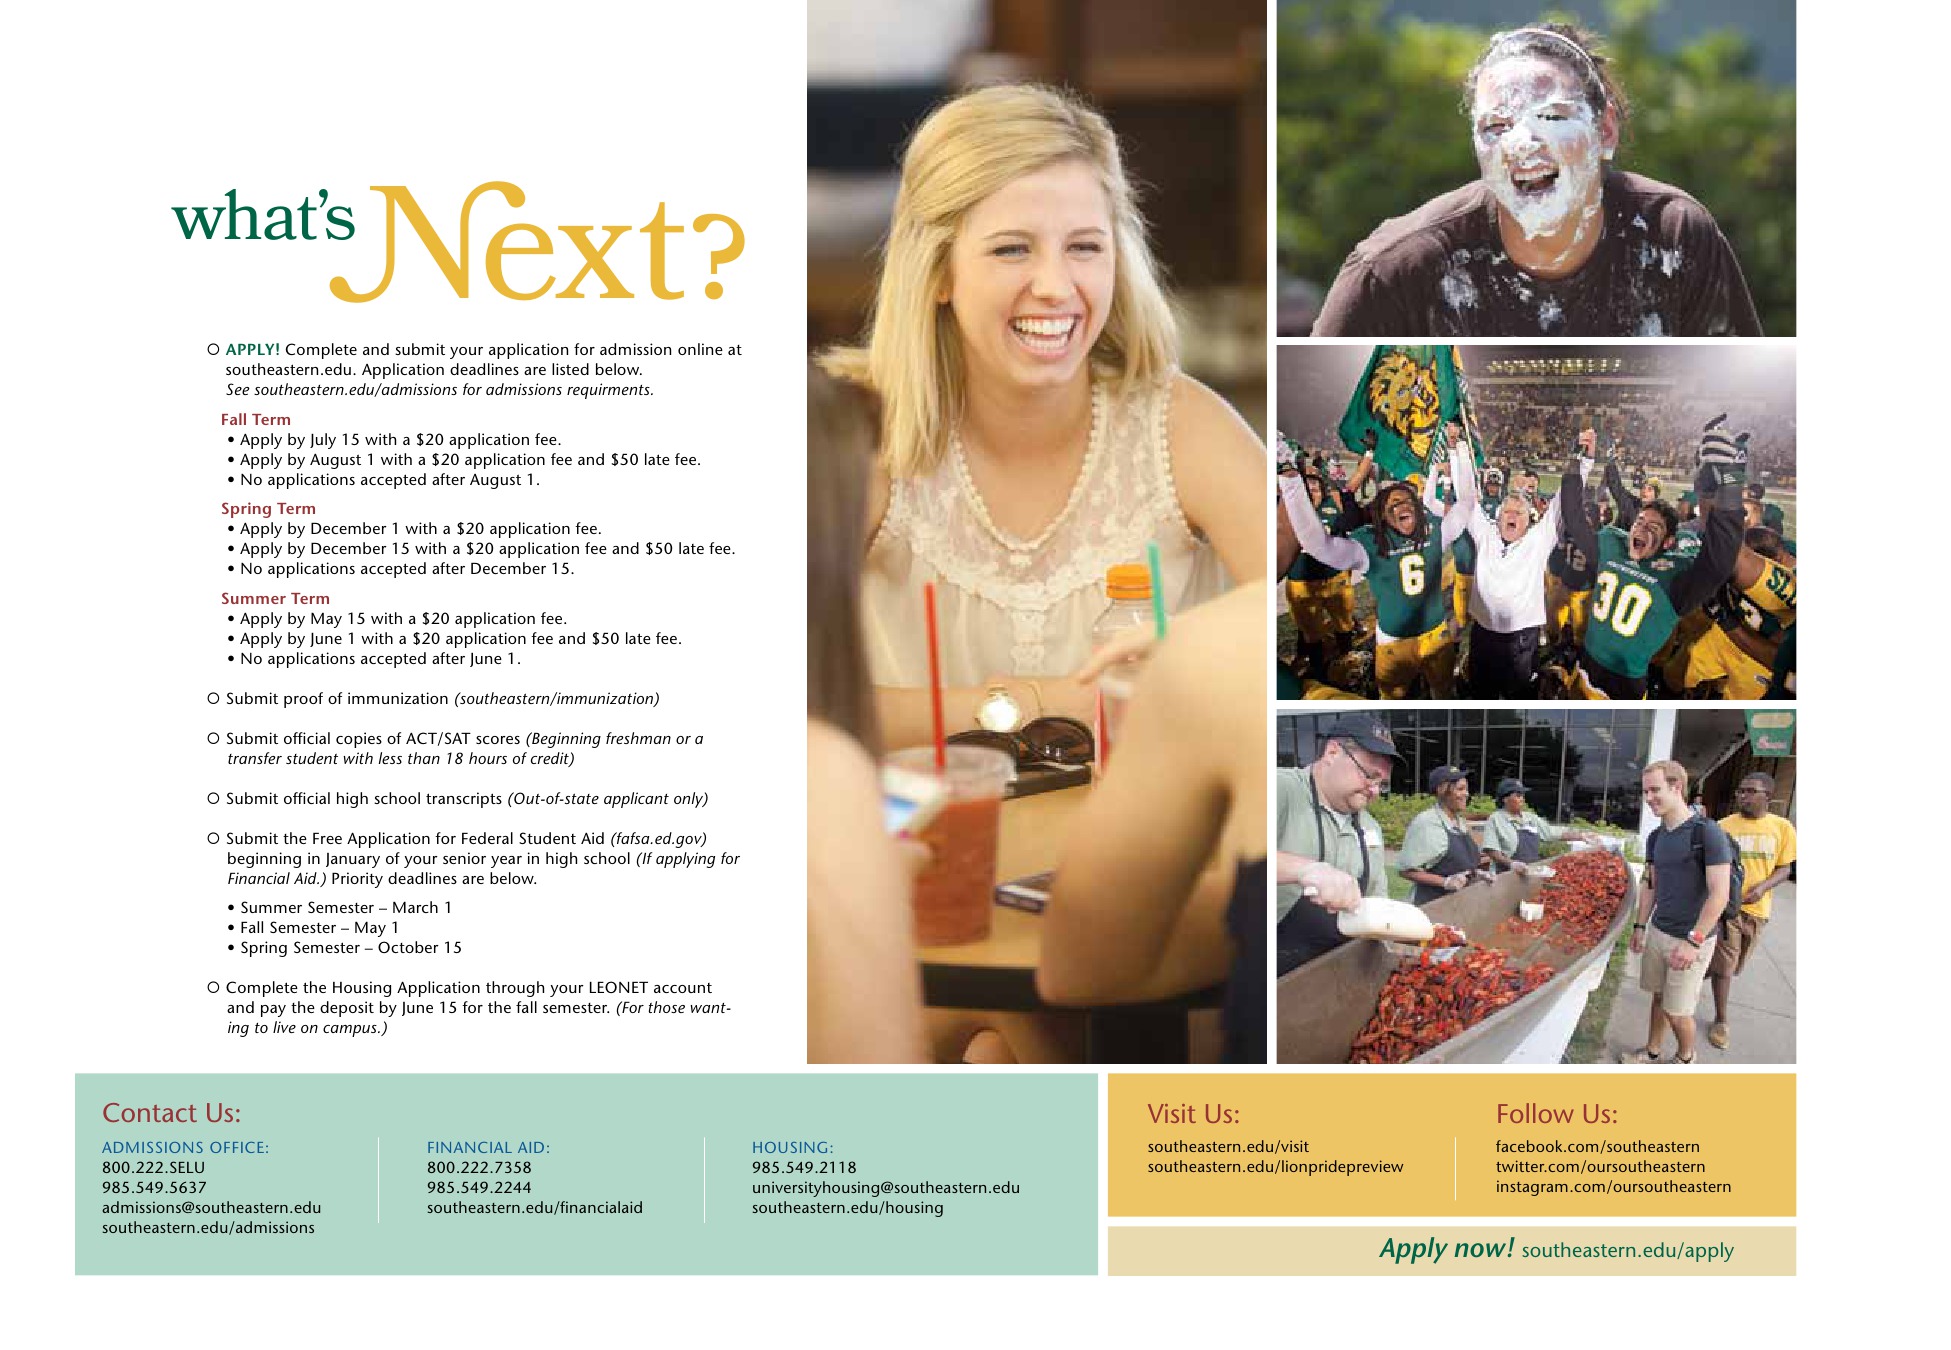 what's Next?
○ APPLY! Complete and submit your application for admission online at
southeastern.edu. Application deadlines are listed below.
See southeastern.edu/admissions for admissions requirments.
Fall Term
• Apply by July 15 with a $20 application fee.
• Apply by August 1 with a $20 application fee and $50 late fee.
• No applications accepted after August 1.
Spring Term
• Apply by December 1 with a $20 application fee.
• Apply by December 15 with a $20 application fee and $50 late fee.
• No applications accepted after December 15.
Summer Term
• Apply by May 15 with a $20 application fee.
• Apply by June 1 with a $20 application fee and $50 late fee.
• No applications accepted after June 1.
○ Submit proof of immunization (southeastern/immunization)
○ Submit official copies of ACT/SAT scores (Beginning freshman or a
transfer student with less than 18 hours of credit)
○ Submit official high school transcripts (Out-of-state applicant only)
○ Submit the Free Application for Federal Student Aid (fafsa.ed.gov)
beginning in January of your senior year in high school (If applying for
Financial Aid.) Priority deadlines are below.
• Summer Semester – March 1
• Fall Semester – May 1
• Spring Semester – October 15
○ Complete the Housing Application through your LEONET account
and pay the deposit by June 15 for the fall semester. (For those want-
ing to live on campus.)
6
30
Contact Us:
ADMISSIONS OFFICE:
800.222.SELU
985.549.5637
admissions@southeastern.edu
southeastern.edu/admissions
FINANCIAL AID:
800.222.7358
985.549.2244
southeastern.edu/financialaid
HOUSING:
985.549.2118
universityhousing@southeastern.edu
southeastern.edu/housing
Visit Us:
southeastern.edu/visit
southeastern.edu/lionpridepreview
Follow Us:
facebook.com/southeastern
twitter.com/oursoutheastern
instagram.com/oursoutheastern
Apply now! southeastern.edu/apply